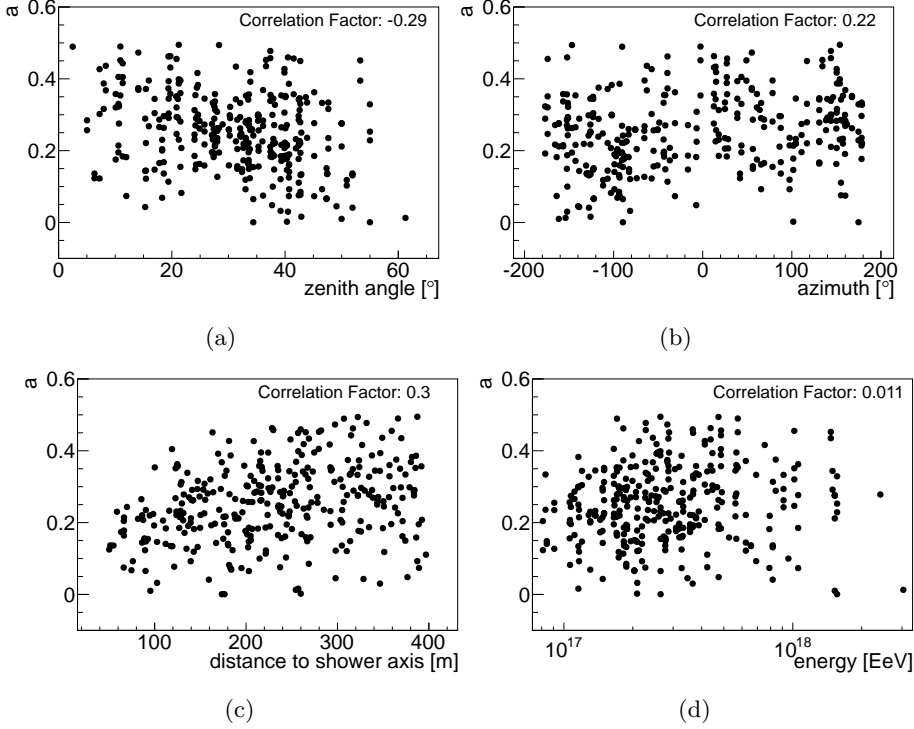 a
0.6
0.4
0.2
0
Correlation Factor: -0.29
0 20 40 60
zenith angle [°]
(a)
a
0.6
0.4
0.2
0
Correlation Factor: 0.22
-200 -100 0 100 200
azimuth [°]
(b)
a
0.6
0.4
0.2
0
Correlation Factor: 0.3
100 200 300 400
distance to shower axis [m]
(c)
a
0.6
0.4
0.2
0
Correlation Factor: 0.011
10^17 10^18
energy [EeV]
(d)